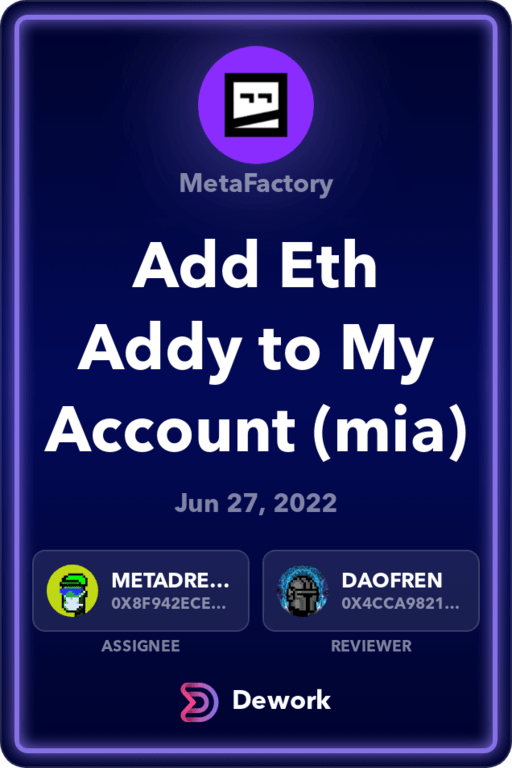 MetaFactory
Add Eth
Addy to My
Account (mia)
Jun 27, 2022
METADRE...
0X8F942ECE...
ASSIGNEE
DAOFREN
0X4CCA9821...
REVIEWER
Dework